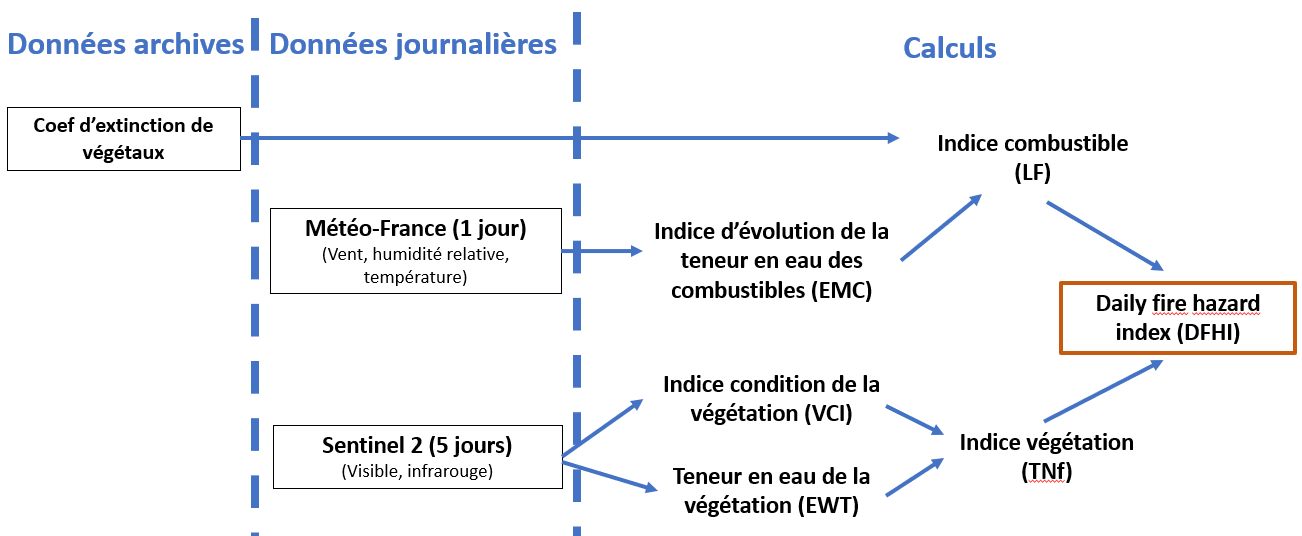 Données archives
Données journalières
Calculs
Coef d’extinction de
végétaux
Indice combustible
(LF)
Météo-France (1 jour)
(Vent, humidité relative,
température)
Indice d’évolution de la
teneur en eau des
combustibles (EMC)
Daily fire hazard
index (DFHI)
Indice condition de la
végétation (VCI)
Sentinel 2 (5 jours)
(Visible, infrarouge)
Indice végétation
(TNf)
Teneur en eau de la
végétation (EWT)